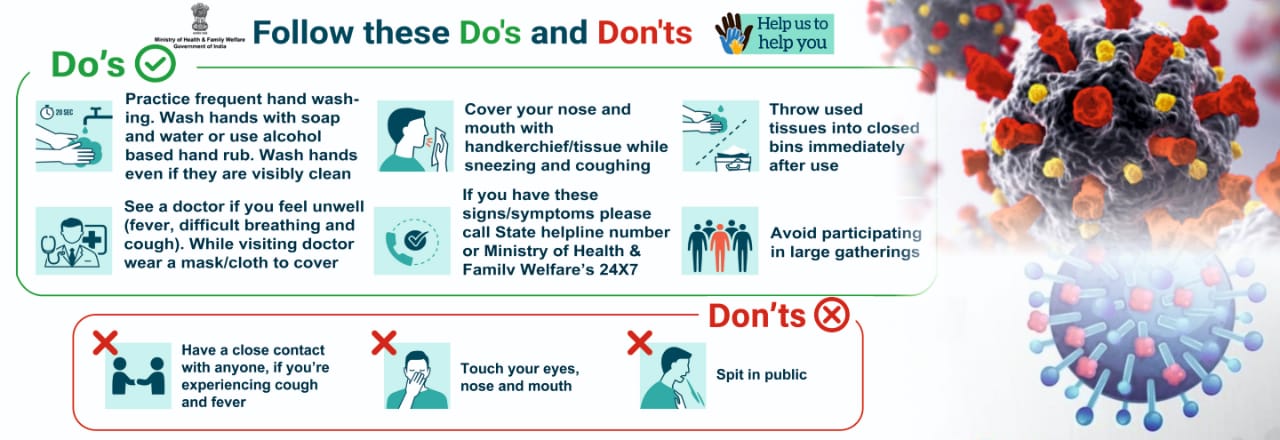 Ministry of Health & Family Welfare
Government of India
Follow these Do's and Don'ts
Help us to
help you
Do's
20 SEC
Practice frequent hand wash-
ing. Wash hands with soap
and water or use alcohol
based hand rub. Wash hands
even if they are visibly clean
Cover your nose and
mouth with
handkerchief/tissue while
sneezing and coughing
Throw used
tissues into closed
bins immediately
after use
See a doctor if you feel unwell
(fever, difficult breathing and
cough). While visiting doctor
wear a mask/cloth to cover
If you have these
signs/symptoms please
call State helpline number
or Ministry of Health &
Family Welfare's 24X7
Avoid participating
in large gatherings
Don'ts
Have a close contact
with anyone, if you're
experiencing cough
and fever
Touch your eyes,
nose and mouth
Spit in public